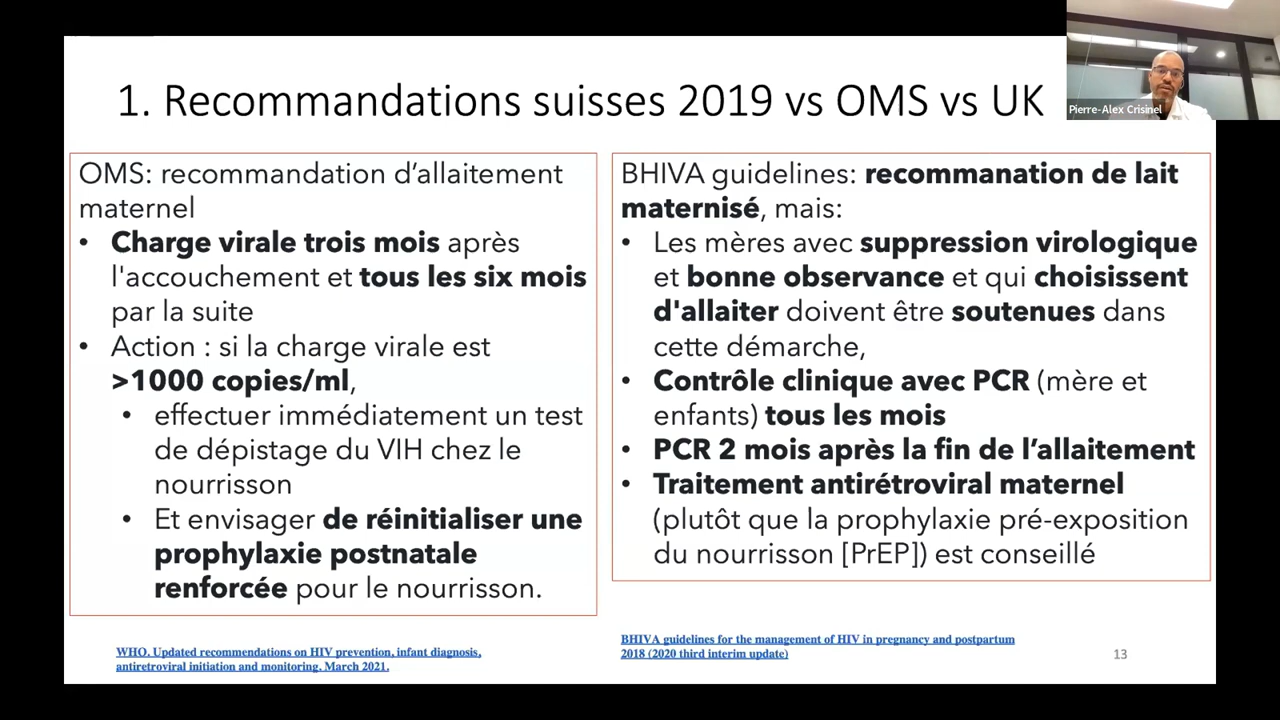 1. Recommandations suisses 2019 vs OMS vs UK
Pierre-Alex Crisinel
OMS: recommandation d’allaitement
maternel
• Charge virale trois mois après
l'accouchement et tous les six mois
par la suite
• Action : si la charge virale est
>1000 copies/ml,
• effectuer immédiatement un test
de dépistage du VIH chez le
nourrisson
• Et envisager de réinitialiser une
prophylaxie postnatale
renforcée pour le nourrisson.
WHO. Updated recommendations on HIV prevention, infant diagnosis,
antiretroviral initiation and monitoring. March 2021.
BHIVA guidelines: recommanation de lait
maternisé, mais:
• Les mères avec suppression virologique
et bonne observance et qui choisissent
d'allaiter doivent être soutenues dans
cette démarche,
• Contrôle clinique avec PCR (mère et
enfants) tous les mois
• PCR 2 mois après la fin de l’allaitement
• Traitement antirétroviral maternel
(plutôt que la prophylaxie pré-exposition
du nourrisson [PrEP]) est conseillé
BHIVA guidelines for the management of HIV in pregnancy and postpartum
2018 (2020 third interim update)
13